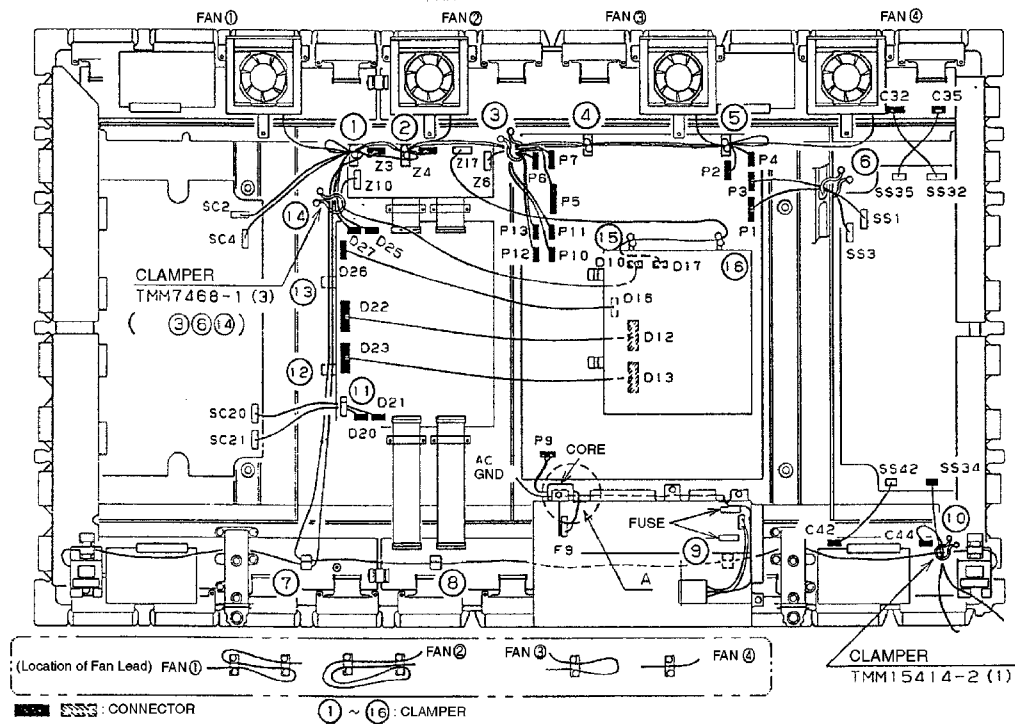 FAN① FAN② FAN③ FAN④
C32 C35
① ② ③ ④ ⑤ ⑥
Z3 Z4 Z17 P7 P4
Z10 Z6 P6 P2 P3
SS35 SS32
P5
SC2 P1 SS1
⑭ SC4 D25 P13 P11 ⑮ SS3
D27 P12 P10 D10 D17 ⑯
CLAMPER D26
TMM7468-1 (3) ⑬
( ③⑥⑭) D22 D16
D12
D23
⑫ D13
⑪
SC20 D21
SC21 D20
P9
AC CORE
GND
SS42 SS34
FUSE ⑩
F9 C42 C44
⑨
⑦ ⑧ A
(Location of Fan Lead) FAN① FAN② FAN③ FAN④
CLAMPER
TMM15414-2 (1)
: CONNECTOR ① ~ ⑯ : CLAMPER